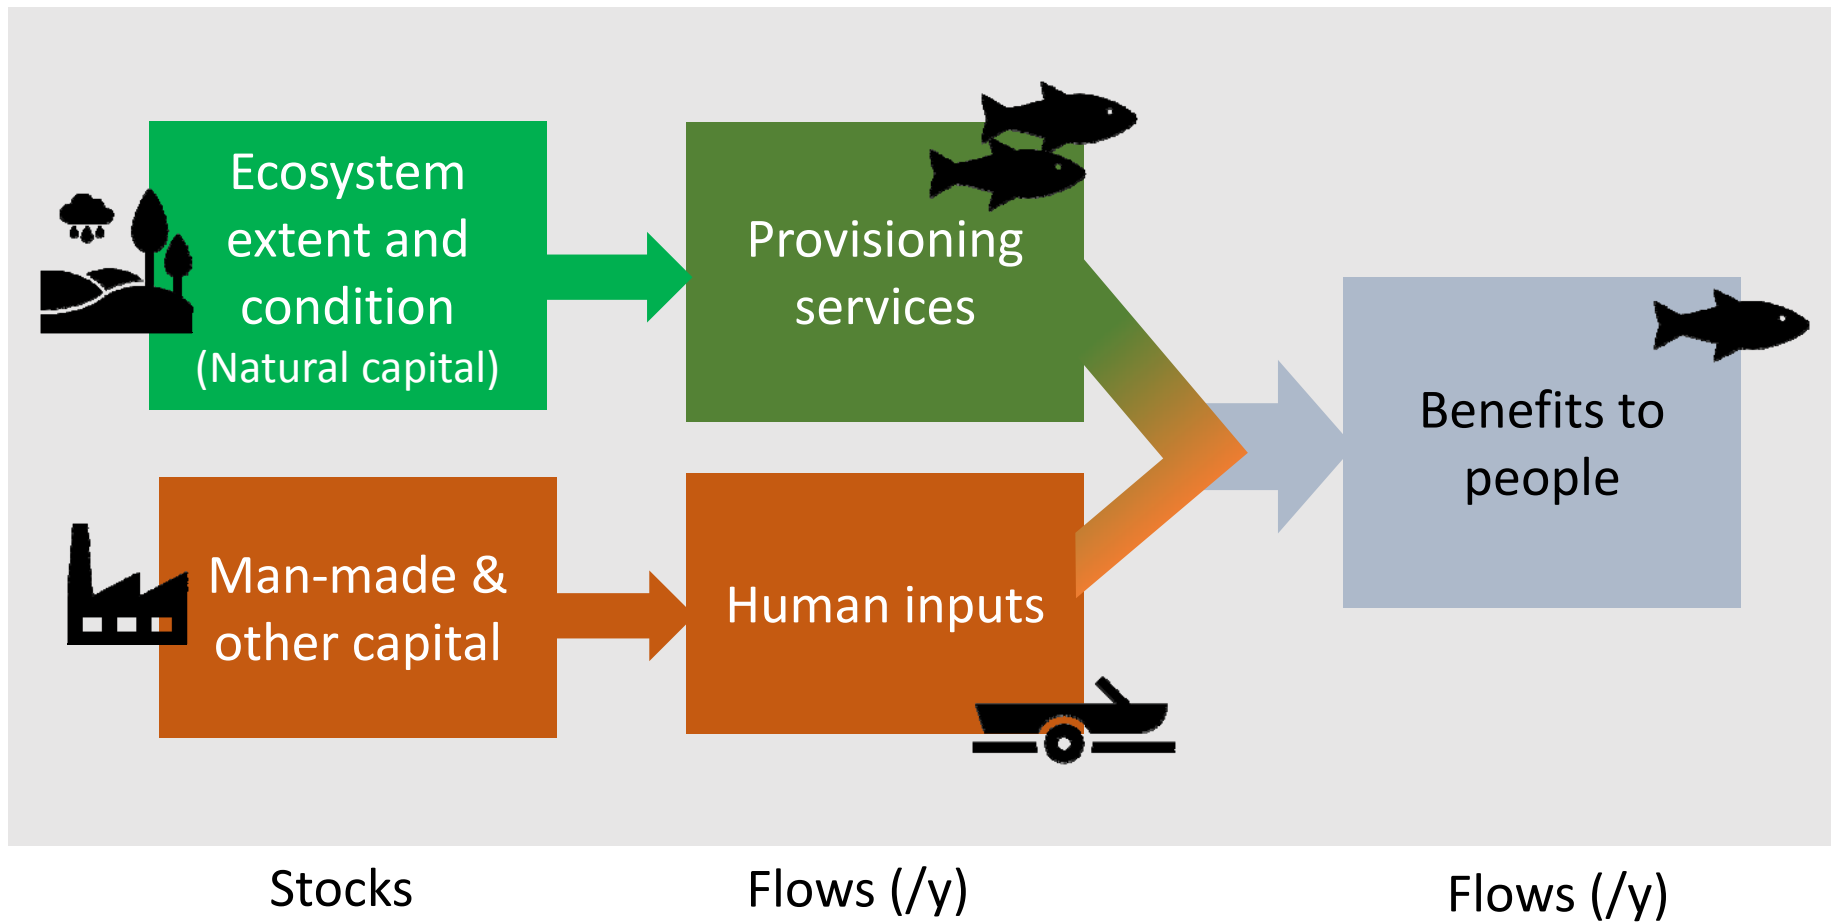 Ecosystem
extent and
condition
(Natural capital)
Provisioning
services
Man-made &
other capital
Human inputs
Benefits to
people
Stocks
Flows (/y)
Flows (/y)